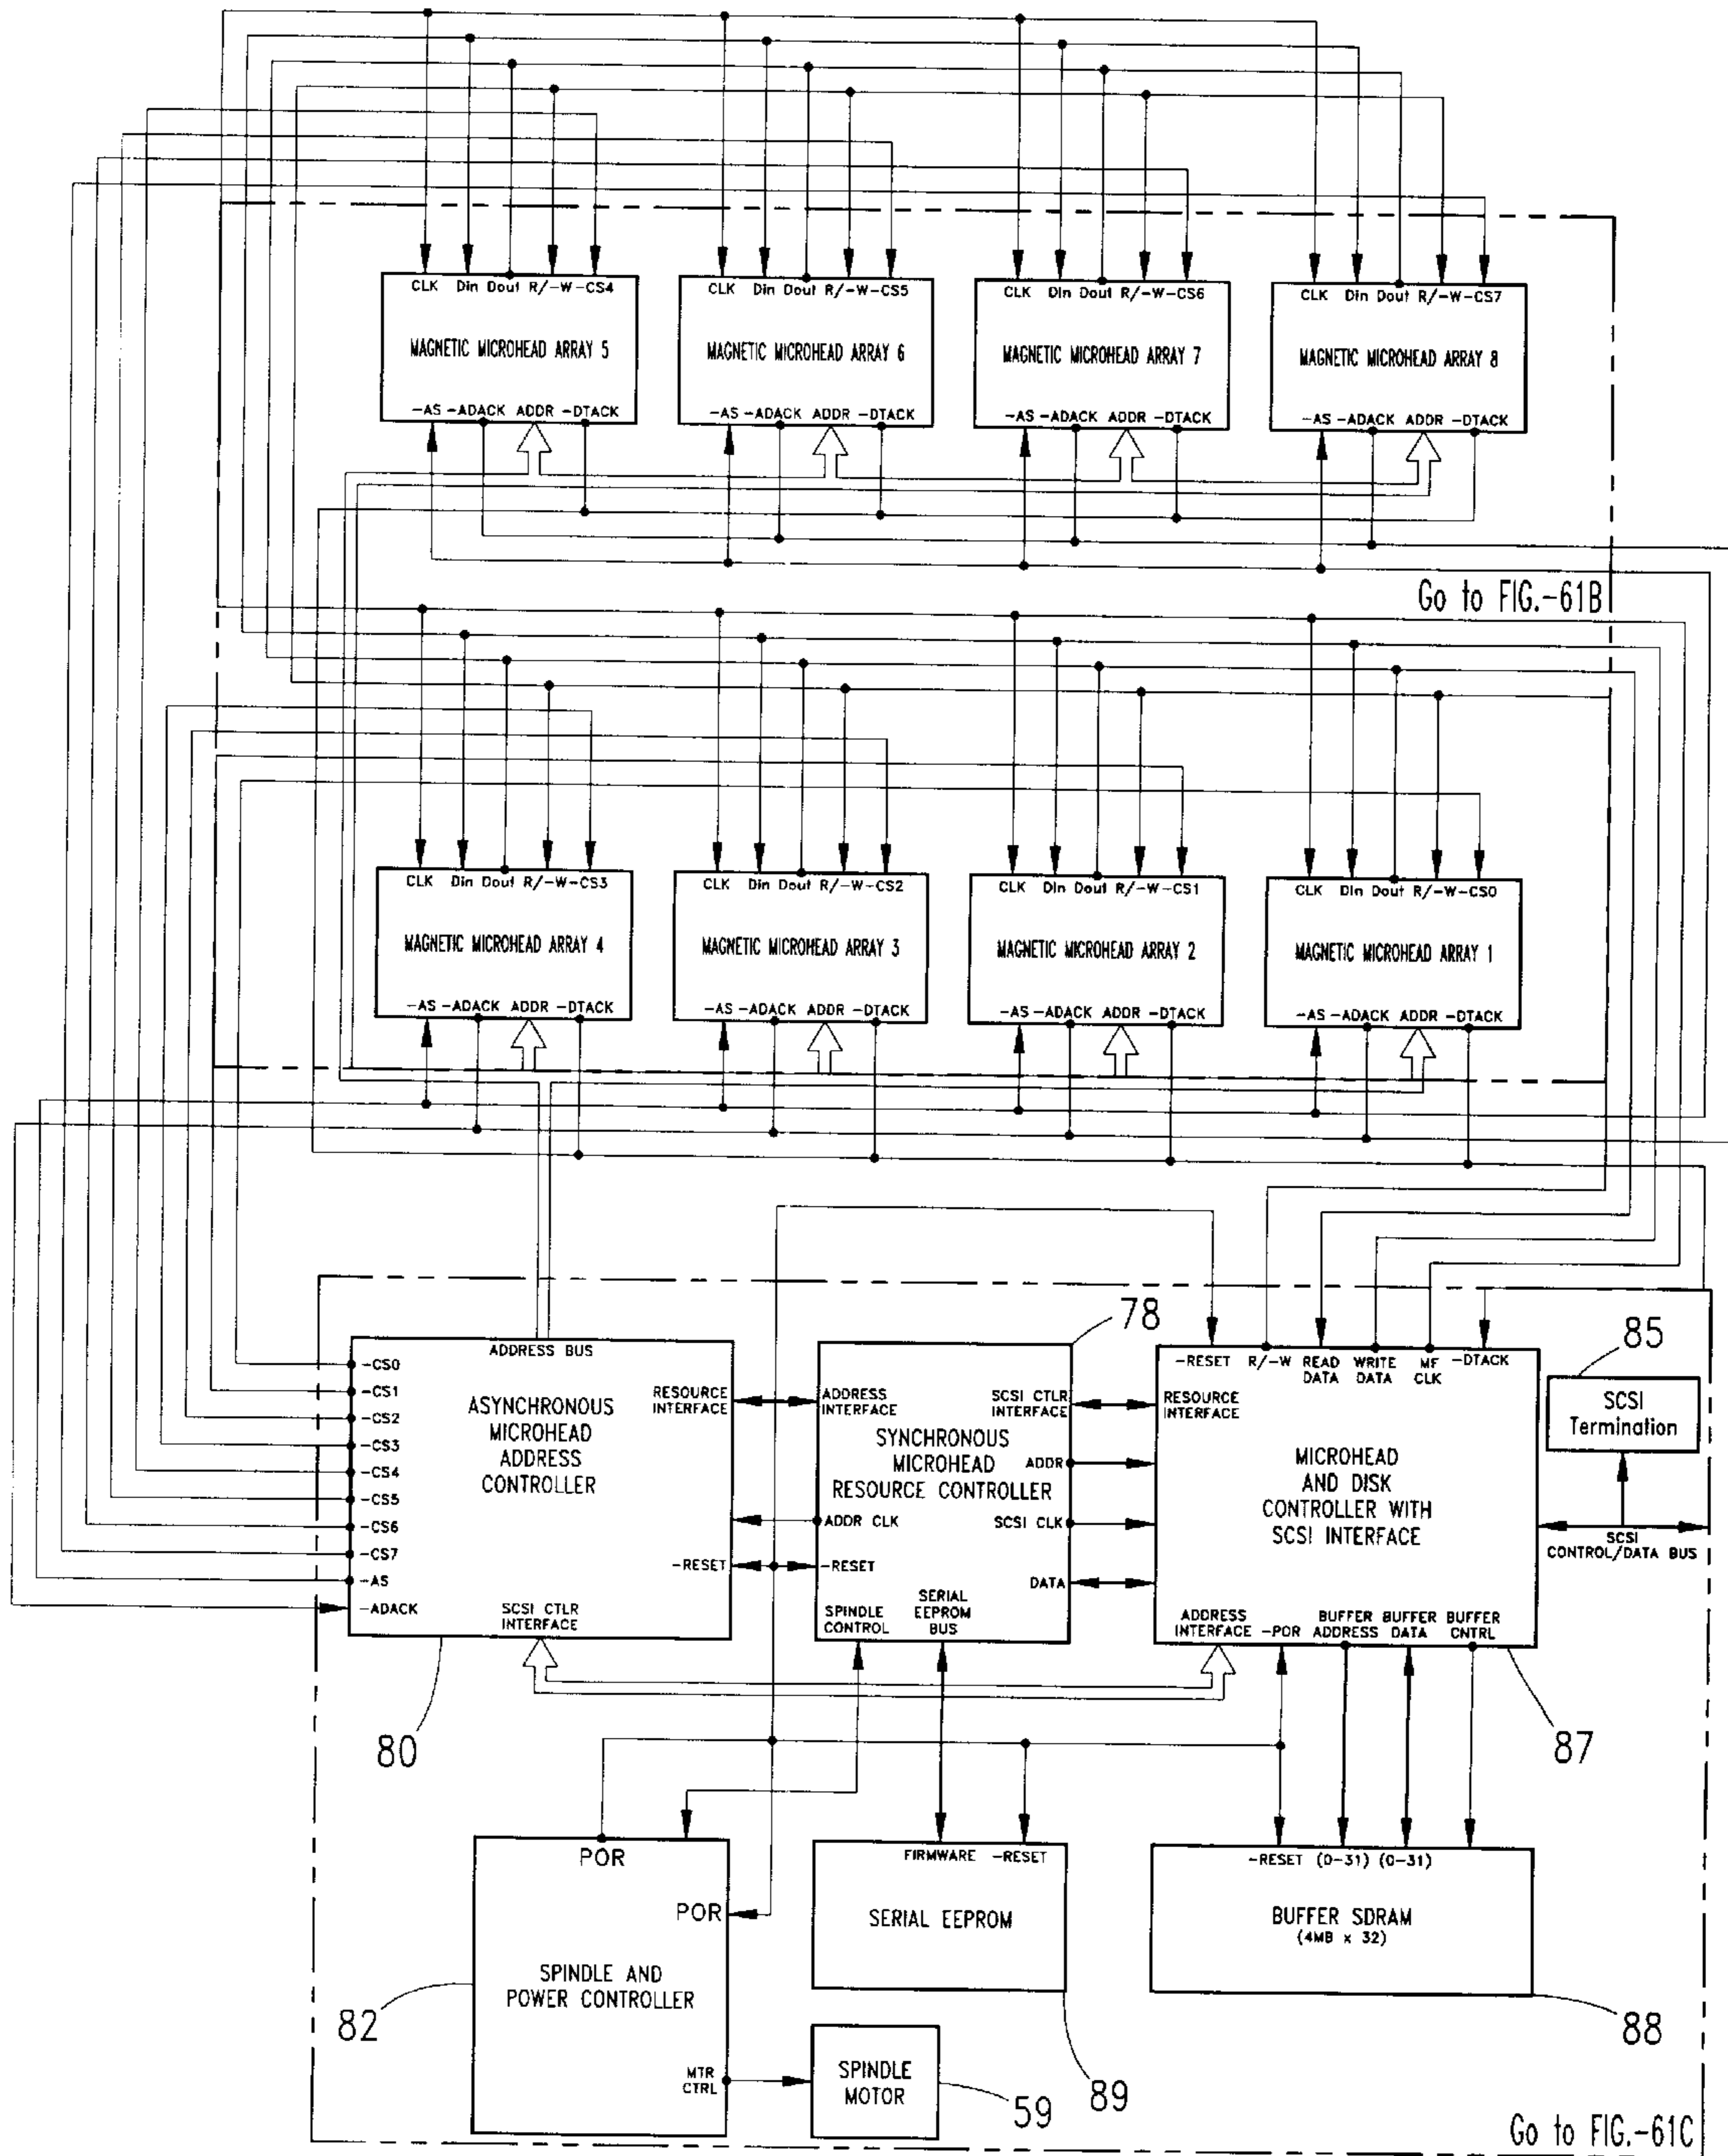 CLK Din Dout R/-W-CS4
MAGNETIC MICROHEAD ARRAY 5
-AS -ADACK ADDR -DTACK
CLK Din Dout R/-W-CS5
MAGNETIC MICROHEAD ARRAY 6
-AS -ADACK ADDR -DTACK
CLK Din Dout R/-W-CS6
MAGNETIC MICROHEAD ARRAY 7
-AS -ADACK ADDR -DTACK
CLK Din Dout R/-W-CS7
MAGNETIC MICROHEAD ARRAY 8
-AS -ADACK ADDR -DTACK
Go to FIG.-61B
CLK Din Dout R/-W-CS3
MAGNETIC MICROHEAD ARRAY 4
-AS -ADACK ADDR -DTACK
CLK Din Dout R/-W-CS2
MAGNETIC MICROHEAD ARRAY 3
-AS -ADACK ADDR -DTACK
CLK Din Dout R/-W-CS1
MAGNETIC MICROHEAD ARRAY 2
-AS -ADACK ADDR -DTACK
CLK Din Dout R/-W-CS0
MAGNETIC MICROHEAD ARRAY 1
-AS -ADACK ADDR -DTACK
ADDRESS BUS
-CS0
-CS1
-CS2
-CS3
-CS4
-CS5
-CS6
-CS7
-AS
-ADACK
ASYNCHRONOUS
MICROHEAD
ADDRESS
CONTROLLER
RESOURCE
INTERFACE
-RESET
SCSI CTLR
INTERFACE
80
78
ADDRESS
INTERFACE
SCSI CTLR
INTERFACE
SYNCHRONOUS
MICROHEAD
RESOURCE CONTROLLER
ADDR
ADDR CLK
SCSI CLK
-RESET
DATA
SPINDLE
CONTROL
SERIAL
EEPROM
BUS
-RESET R/-W READ DATA WRITE DATA MF CLK -DTACK
RESOURCE
INTERFACE
MICROHEAD
AND DISK
CONTROLLER WITH
SCSI INTERFACE
ADDRESS
INTERFACE
-POR
BUFFER
ADDRESS
BUFFER
DATA
BUFFER
CNTRL
87
85
SCSI
Termination
SCSI
CONTROL/DATA BUS
POR
POR
SPINDLE AND
POWER CONTROLLER
MTR
CTRL
82
SPINDLE
MOTOR
59
FIRMWARE -RESET
SERIAL EEPROM
89
-RESET (0-31) (0-31)
BUFFER SDRAM
(4MB x 32)
88
Go to FIG.-61C